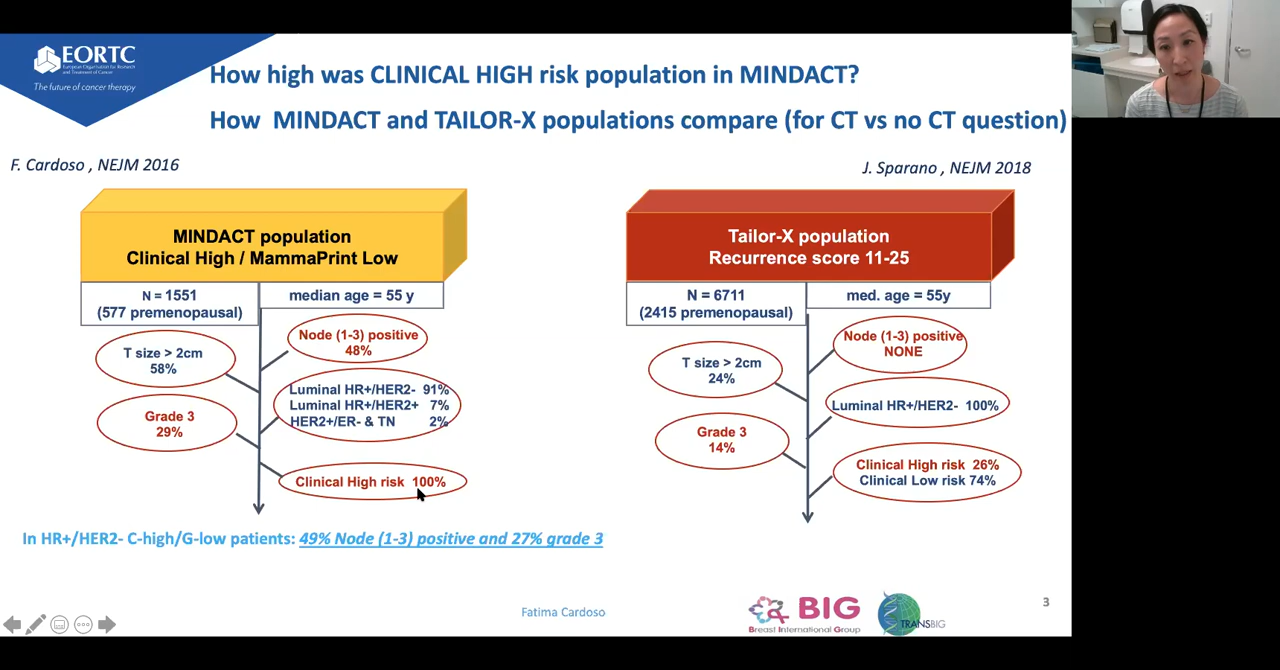 EORTC
European Organisation for Research
and Treatment of Cancer
The future of cancer therapy
How high was CLINICAL HIGH risk population in MINDACT?
How MINDACT and TAILOR-X populations compare (for CT vs no CT question)
F. Cardoso , NEJM 2016
J. Sparano , NEJM 2018
MINDACT population
Clinical High / MammaPrint Low
N = 1551
(577 premenopausal)
median age = 55 y
Node (1-3) positive
48%
T size > 2cm
58%
Luminal HR+/HER2- 91%
Luminal HR+/HER2+ 7%
HER2+/ER- & TN 2%
Grade 3
29%
Clinical High risk 100%
In HR+/HER2- C-high/G-low patients: 49% Node (1-3) positive and 27% grade 3
Tailor-X population
Recurrence score 11-25
N = 6711
(2415 premenopausal)
med. age = 55y
Node (1-3) positive
NONE
T size > 2cm
24%
Luminal HR+/HER2- 100%
Grade 3
14%
Clinical High risk 26%
Clinical Low risk 74%
Fatima Cardoso
BIG
Breast International Group
TRANSBIG
3